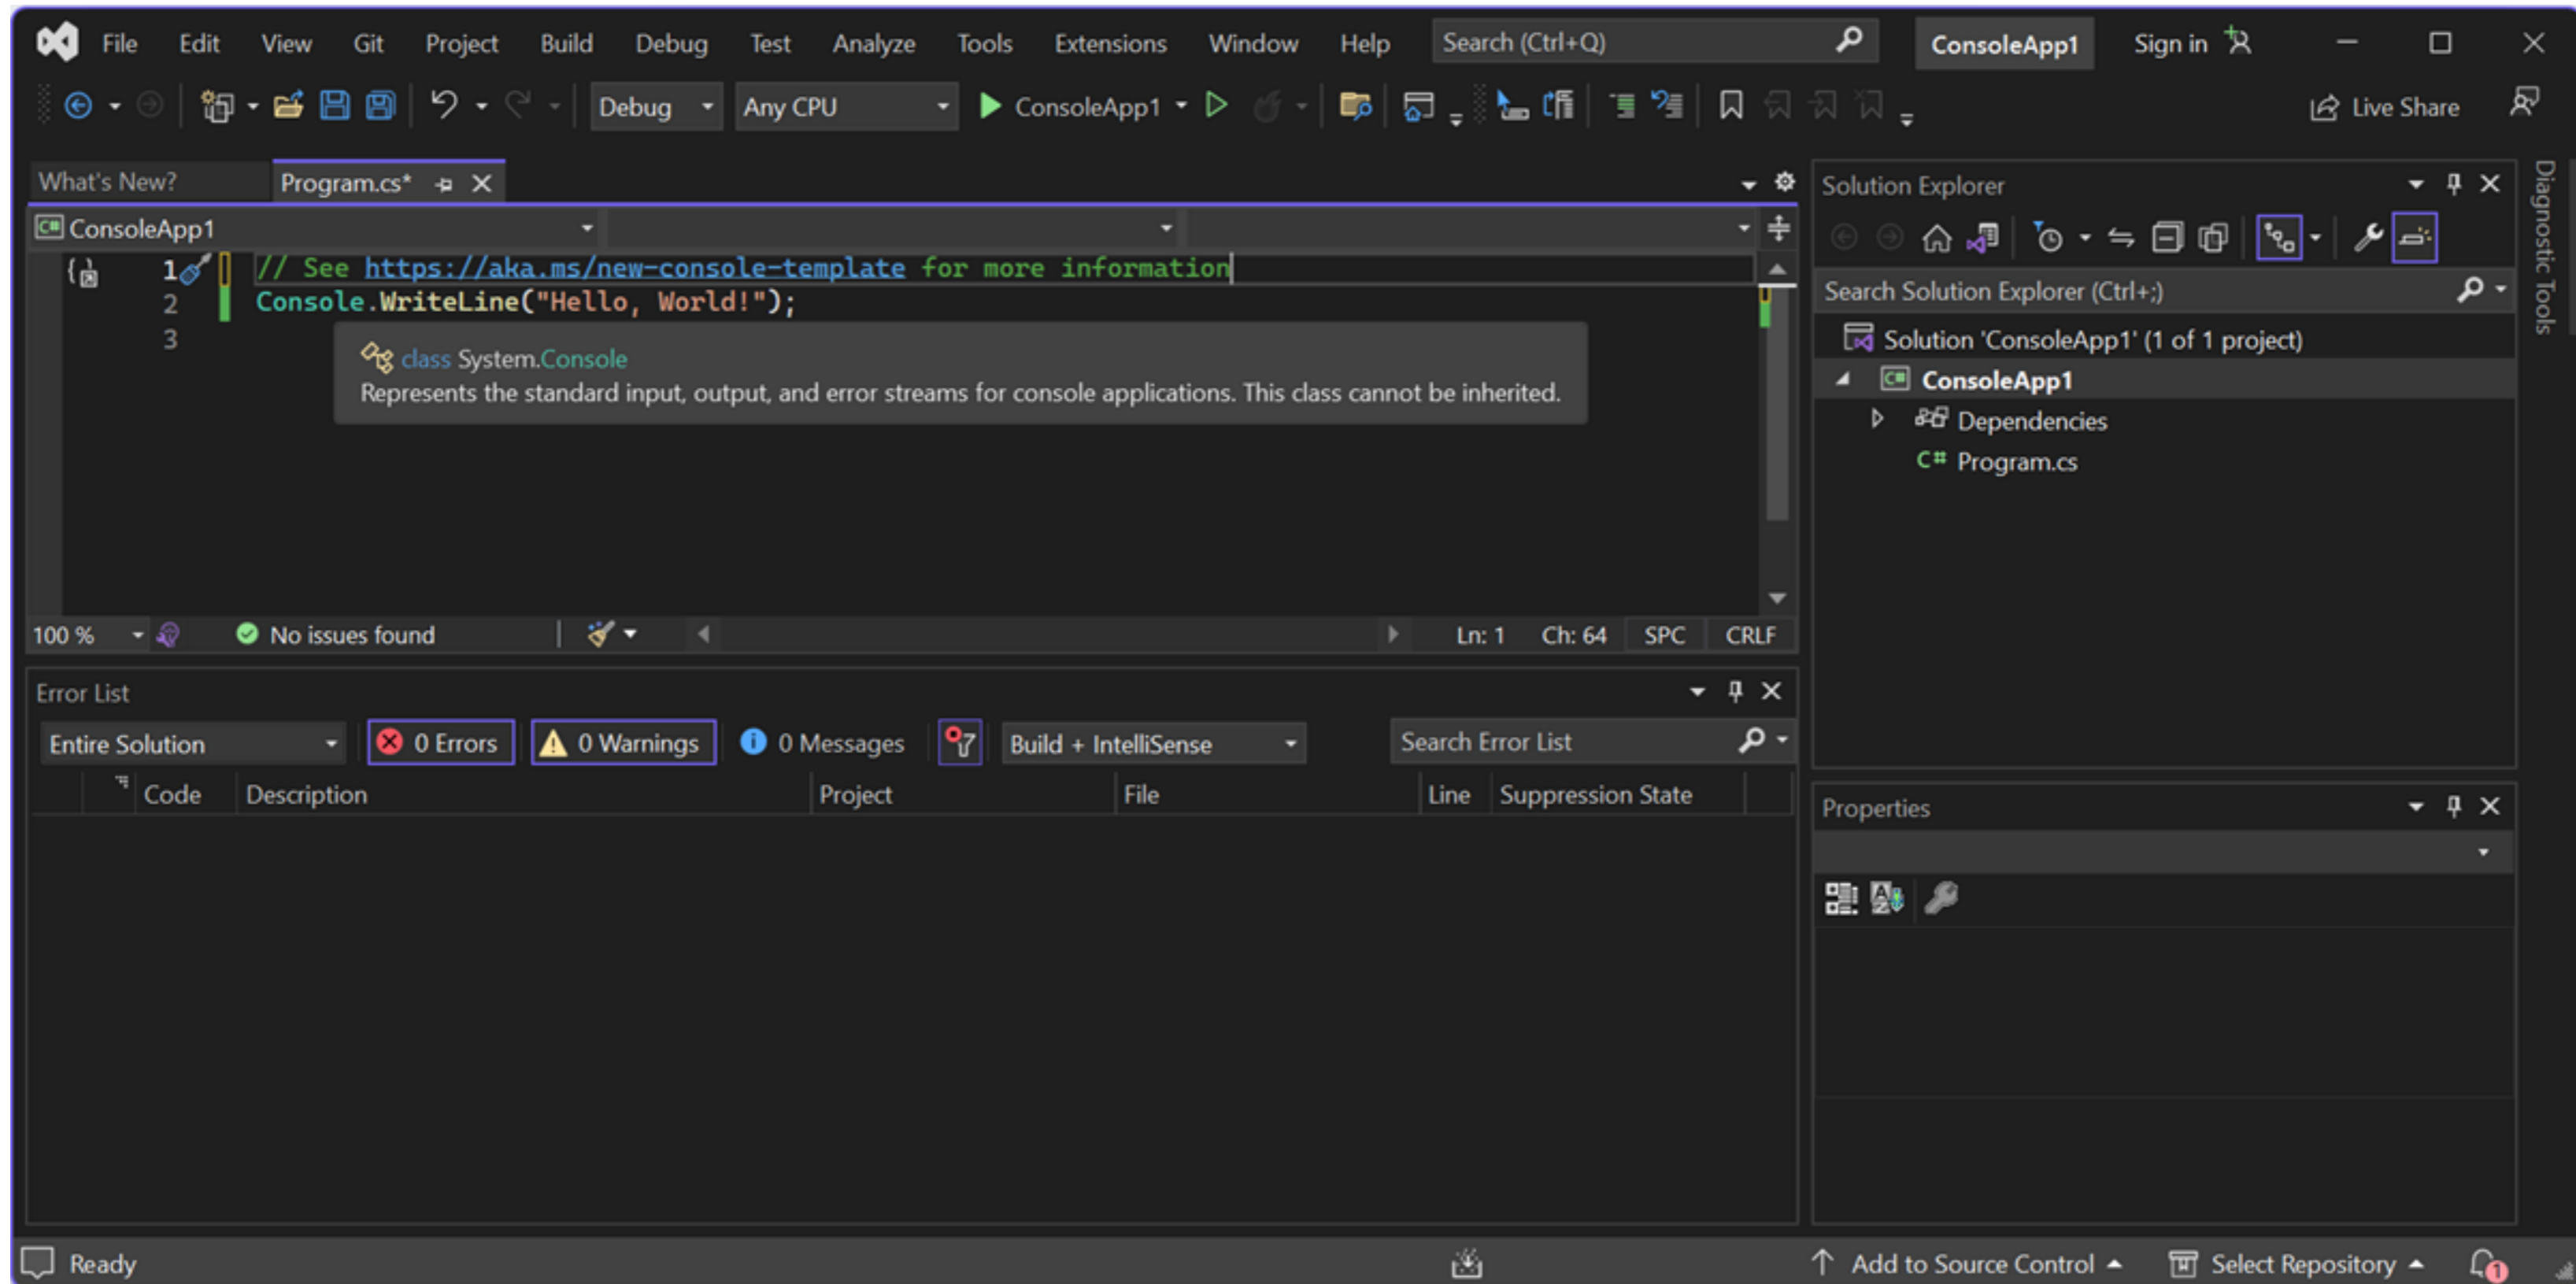 File Edit View Git Project Build Debug Test Analyze Tools Extensions Window Help Search (Ctrl+Q) ConsoleApp1 Sign in
Debug Any CPU ConsoleApp1 Live Share
What's New? Program.cs*
ConsoleApp1
1 // See https://aka.ms/new-console-template for more information
2 Console.WriteLine("Hello, World!");
3
class System.Console
Represents the standard input, output, and error streams for console applications. This class cannot be inherited.
100 % No issues found Ln: 1 Ch: 64 SPC CRLF
Error List
Entire Solution 0 Errors 0 Warnings 0 Messages Build + IntelliSense Search Error List
Code Description Project File Line Suppression State
Solution Explorer
Search Solution Explorer (Ctrl+;)
Solution 'ConsoleApp1' (1 of 1 project)
C# ConsoleApp1
Dependencies
C# Program.cs
Properties
Diagnostic Tools
Ready Add to Source Control Select Repository 1